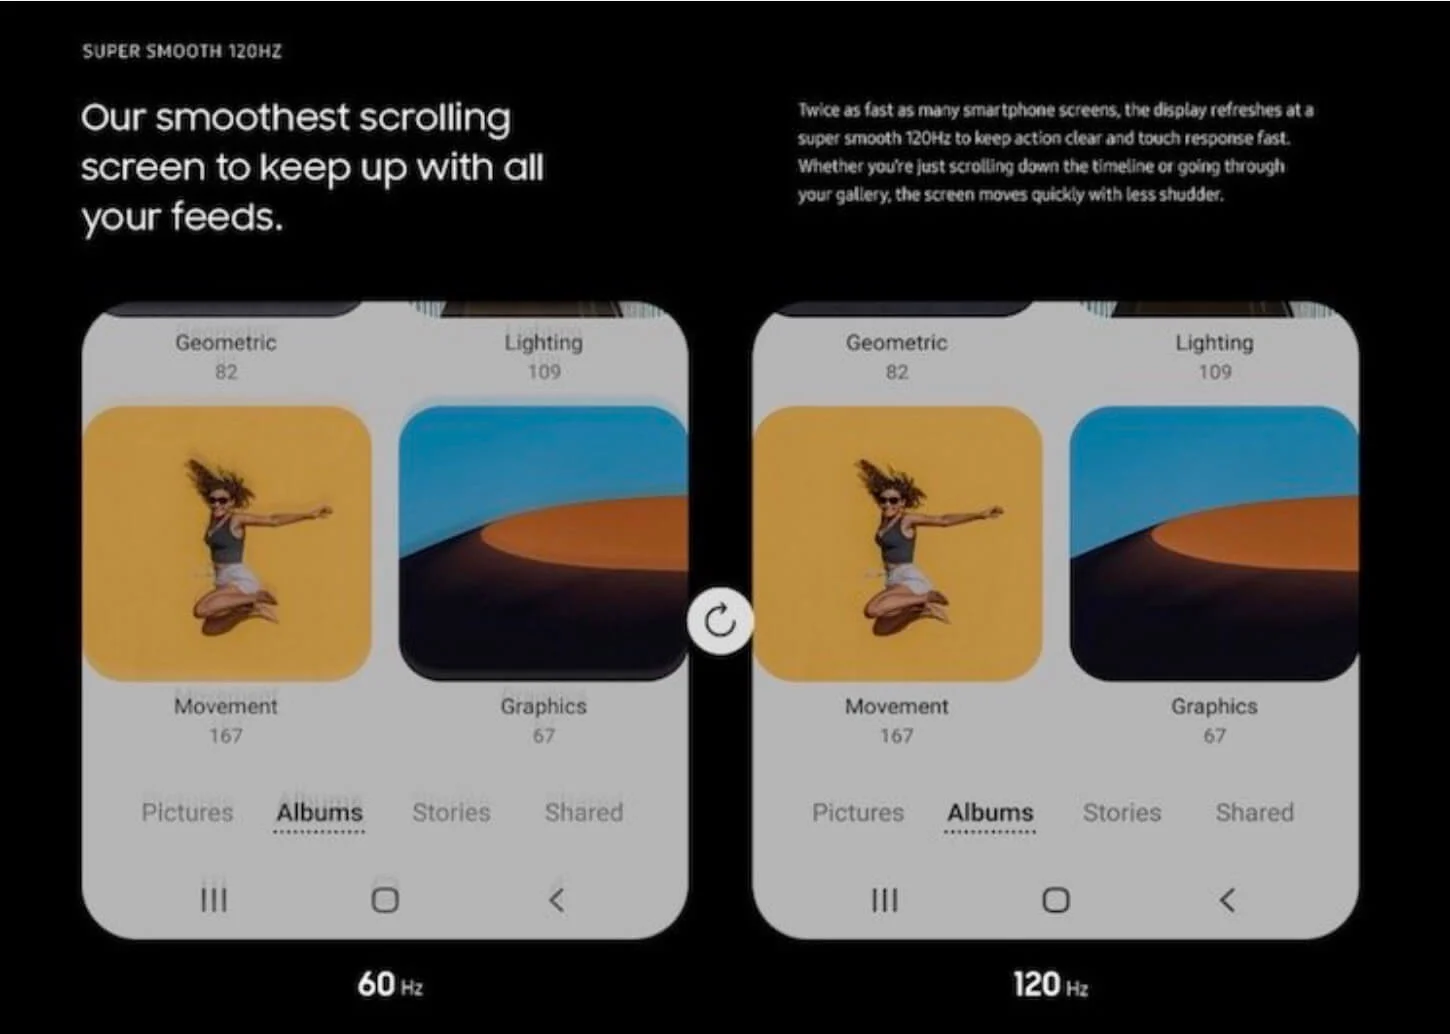 SUPER SMOOTH 120HZ
Our smoothest scrolling
screen to keep up with all
your feeds.
Twice as fast as many smartphone screens, the display refreshes at a
super smooth 120Hz to keep action clear and touch response fast.
Whether you're just scrolling down the timeline or going through
your gallery, the screen moves quickly with less shudder.
Geometric Lighting
82 109
Movement Graphics
167 67
Pictures Albums Stories Shared
60 Hz
Geometric Lighting
82 109
Movement Graphics
167 67
Pictures Albums Stories Shared
120 Hz